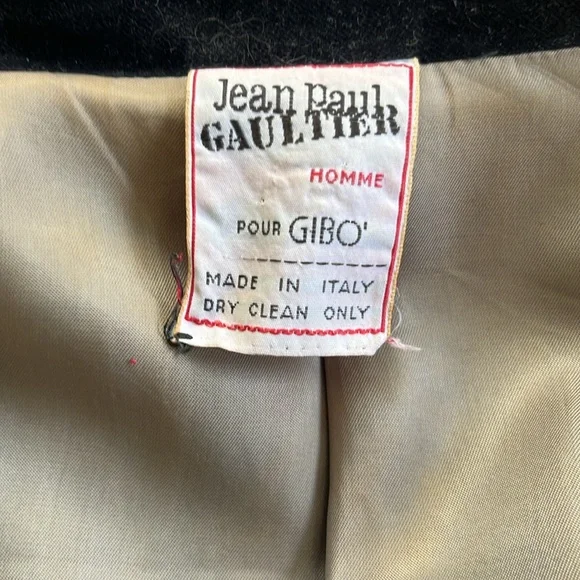 Jean Paul
GAULTIER
HOMME
POUR GIBO'
MADE IN ITALY
DRY CLEAN ONLY